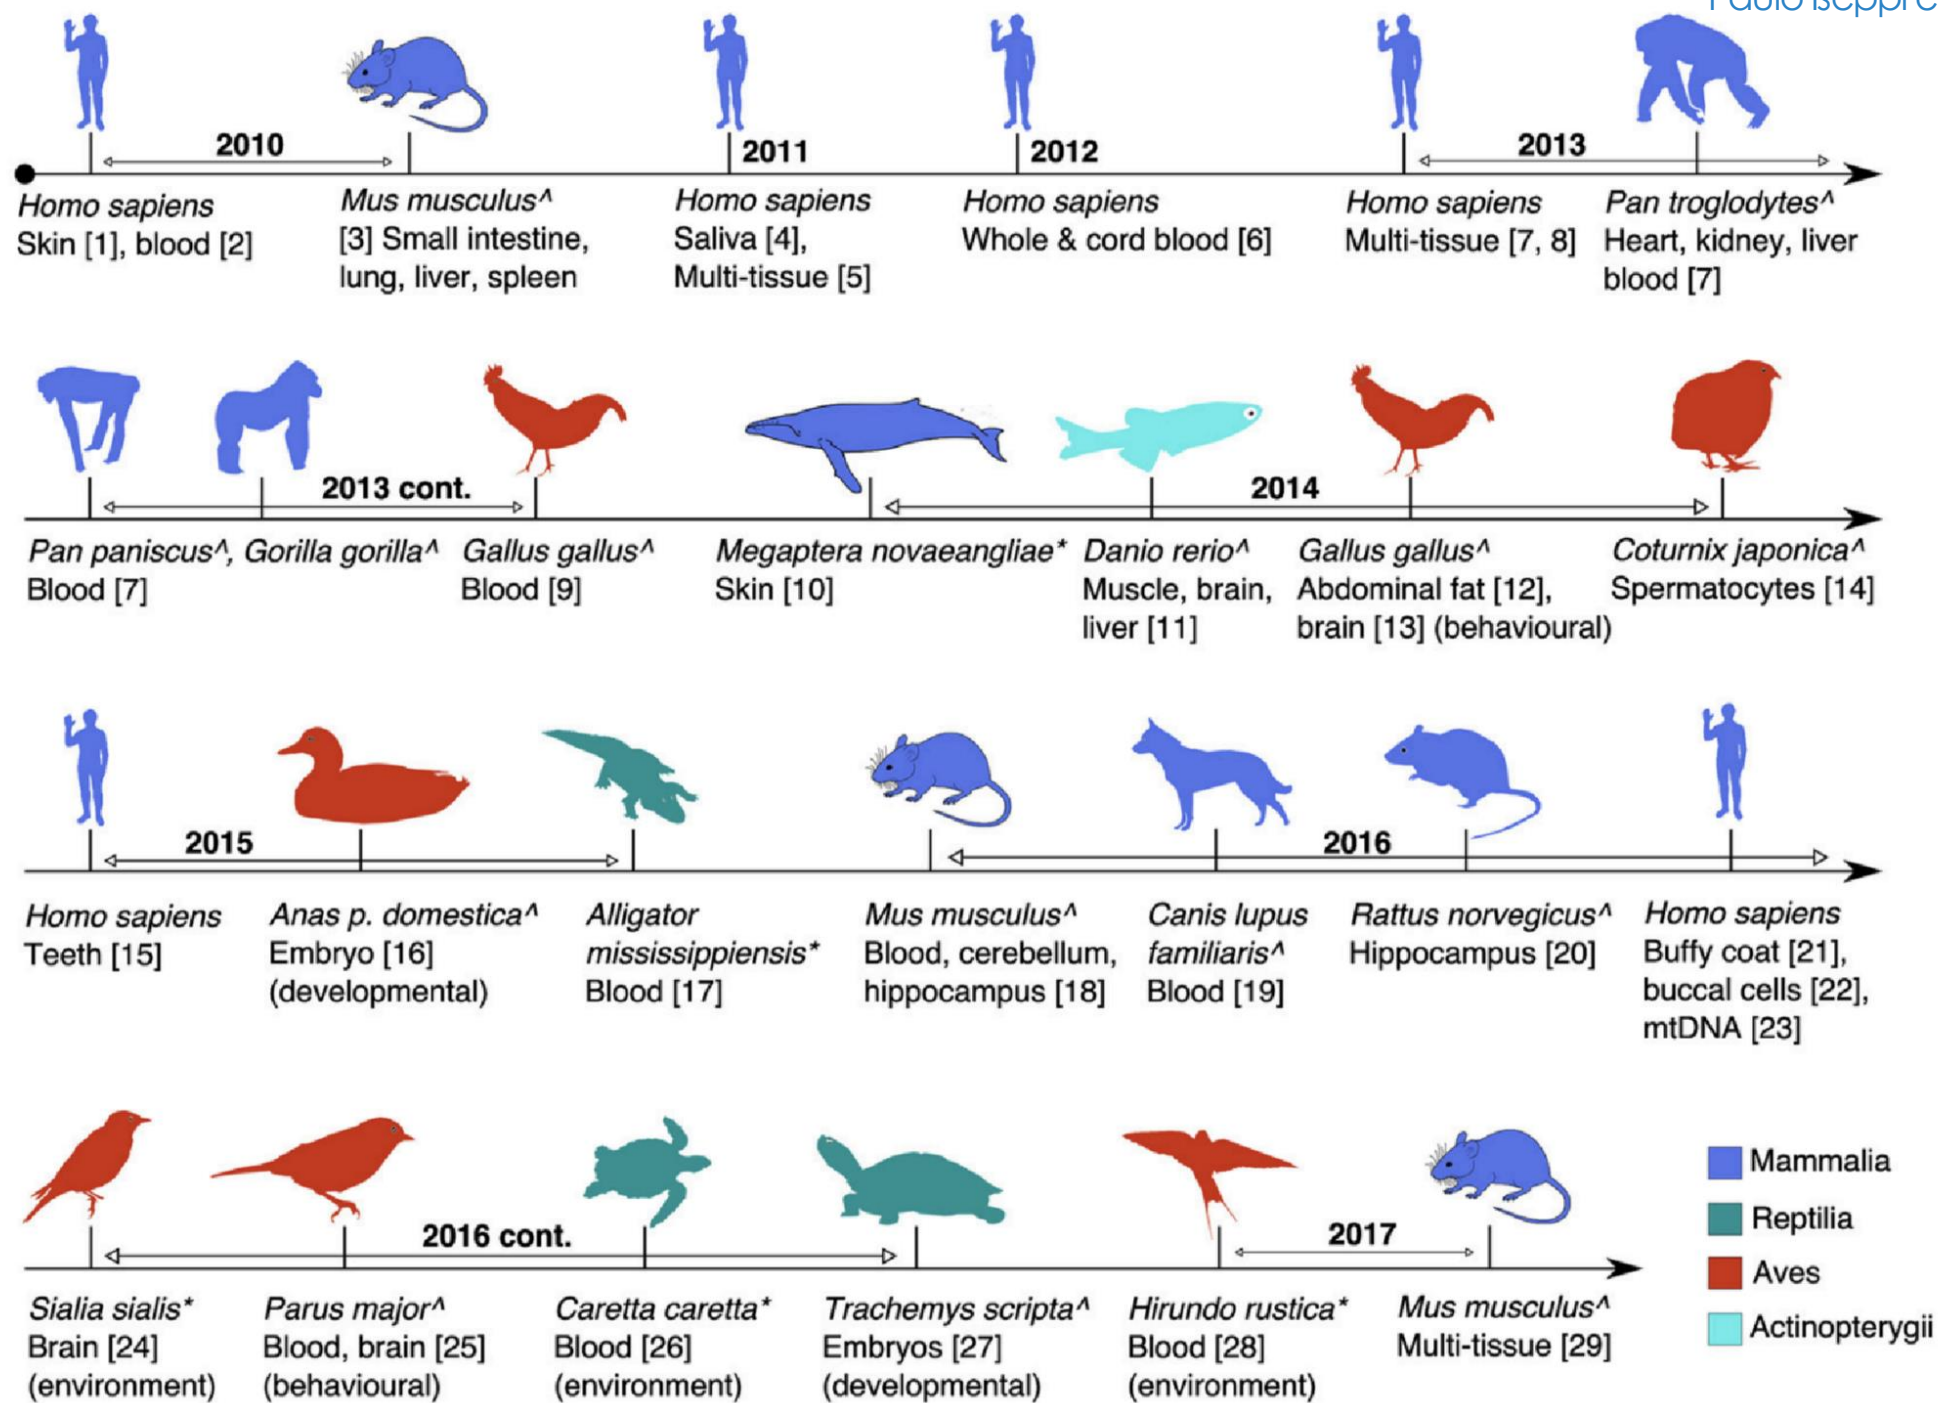 2010
2011
2012
2013
Homo sapiens
Skin [1], blood [2]
Mus musculus^
[3] Small intestine,
lung, liver, spleen
Homo sapiens
Saliva [4],
Multi-tissue [5]
Homo sapiens
Whole & cord blood [6]
Homo sapiens
Multi-tissue [7, 8]
Pan troglodytes^
Heart, kidney, liver
blood [7]
2013 cont.
2014
Pan paniscus^, Gorilla gorilla^
Blood [7]
Gallus gallus^
Blood [9]
Megaptera novaeangliae*
Skin [10]
Danio rerio^
Muscle, brain,
liver [11]
Gallus gallus^
Abdominal fat [12],
brain [13] (behavioural)
Coturnix japonica^
Spermatocytes [14]
2015
2016
Homo sapiens
Teeth [15]
Anas p. domestica^
Embryo [16]
(developmental)
Alligator
mississippiensis*
Blood [17]
Mus musculus^
Blood, cerebellum,
hippocampus [18]
Canis lupus
familiaris^
Blood [19]
Rattus norvegicus^
Hippocampus [20]
Homo sapiens
Buffy coat [21],
buccal cells [22],
mtDNA [23]
2016 cont.
2017
Sialia sialis*
Brain [24]
(environment)
Parus major^
Blood, brain [25]
(behavioural)
Caretta caretta*
Blood [26]
(environment)
Trachemys scripta^
Embryos [27]
(developmental)
Hirundo rustica*
Blood [28]
(environment)
Mus musculus^
Multi-tissue [29]
Mammalia
Reptilia
Aves
Actinopterygii